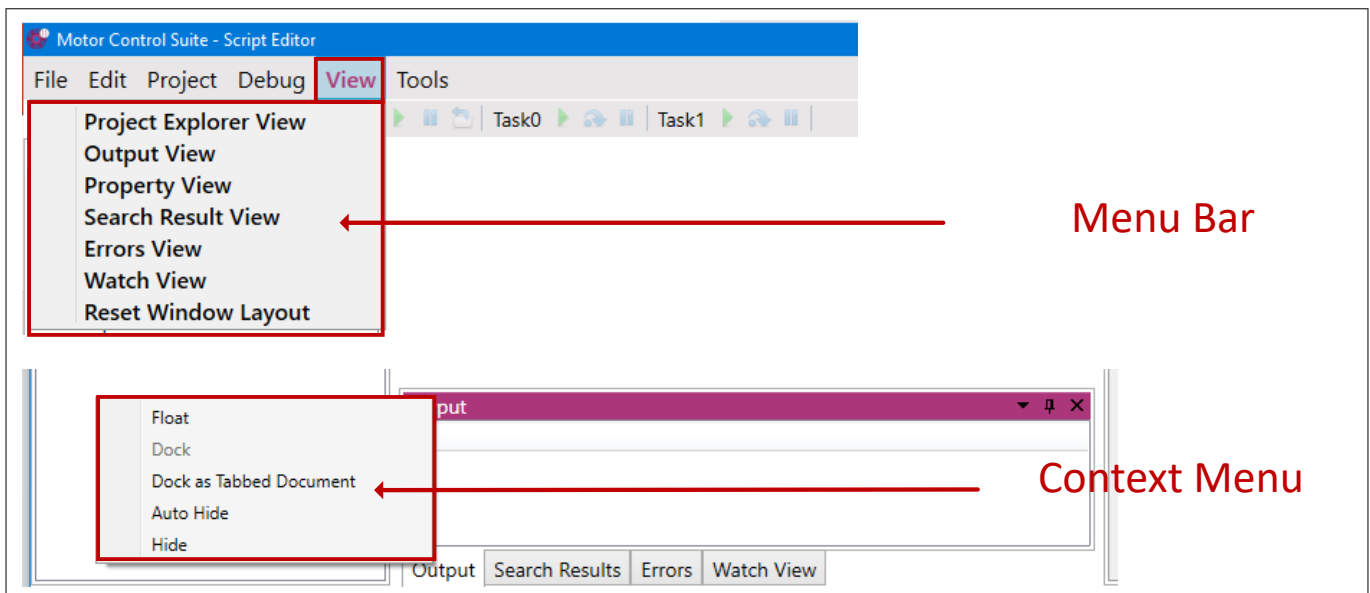 Motor Control Suite - Script Editor
File Edit Project Debug View Tools
Task0 Task1
Project Explorer View
Output View
Property View
Search Result View
Errors View
Watch View
Reset Window Layout
Menu Bar
put
Float
Dock
Dock as Tabbed Document
Auto Hide
Hide
Context Menu
Output Search Results Errors Watch View